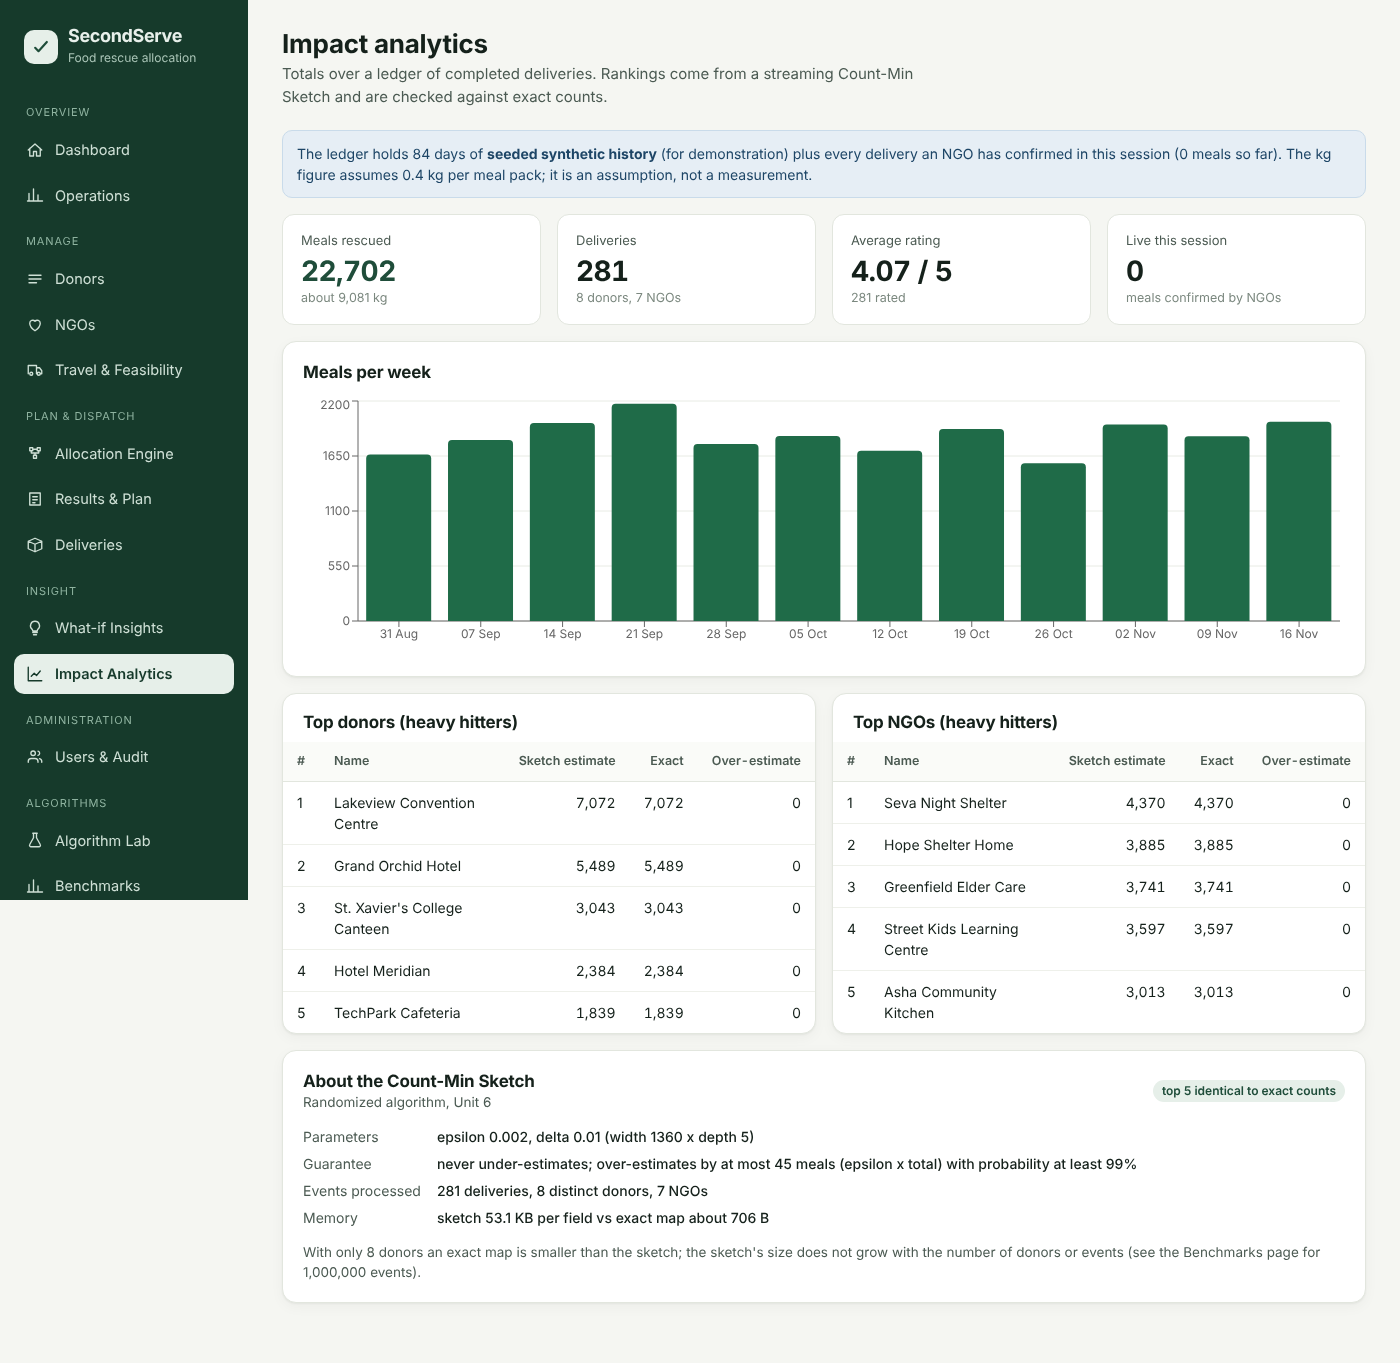 SecondServe
Food rescue allocation
OVERVIEW
Dashboard
Operations
MANAGE
Donors
NGOs
Travel & Feasibility
PLAN & DISPATCH
Allocation Engine
Results & Plan
Deliveries
INSIGHT
What-if Insights
Impact Analytics
ADMINISTRATION
Users & Audit
ALGORITHMS
Algorithm Lab
Benchmarks
Impact analytics
Totals over a ledger of completed deliveries. Rankings come from a streaming Count-Min
Sketch and are checked against exact counts.
The ledger holds 84 days of seeded synthetic history (for demonstration) plus every delivery an NGO has confirmed in this session (0 meals so far). The kg
figure assumes 0.4 kg per meal pack; it is an assumption, not a measurement.
Meals rescued
22,702
about 9,081 kg
Deliveries
281
8 donors, 7 NGOs
Average rating
4.07 / 5
281 rated
Live this session
0
meals confirmed by NGOs
Meals per week
2200
1650
1100
550
0
31 Aug 07 Sep 14 Sep 21 Sep 28 Sep 05 Oct 12 Oct 19 Oct 26 Oct 02 Nov 09 Nov 16 Nov
Top donors (heavy hitters)
# Name Sketch estimate Exact Over-estimate
1 Lakeview Convention 7,072 7,072 0
Centre
2 Grand Orchid Hotel 5,489 5,489 0
3 St. Xavier's College 3,043 3,043 0
Canteen
4 Hotel Meridian 2,384 2,384 0
5 TechPark Cafeteria 1,839 1,839 0
Top NGOs (heavy hitters)
# Name Sketch estimate Exact Over-estimate
1 Seva Night Shelter 4,370 4,370 0
2 Hope Shelter Home 3,885 3,885 0
3 Greenfield Elder Care 3,741 3,741 0
4 Street Kids Learning 3,597 3,597 0
Centre
5 Asha Community 3,013 3,013 0
Kitchen
About the Count-Min Sketch
Randomized algorithm, Unit 6
top 5 identical to exact counts
Parameters epsilon 0.002, delta 0.01 (width 1360 x depth 5)
Guarantee never under-estimates; over-estimates by at most 45 meals (epsilon x total) with probability at least 99%
Events processed 281 deliveries, 8 distinct donors, 7 NGOs
Memory sketch 53.1 KB per field vs exact map about 706 B
With only 8 donors an exact map is smaller than the sketch; the sketch's size does not grow with the number of donors or events (see the Benchmarks page for
1,000,000 events).